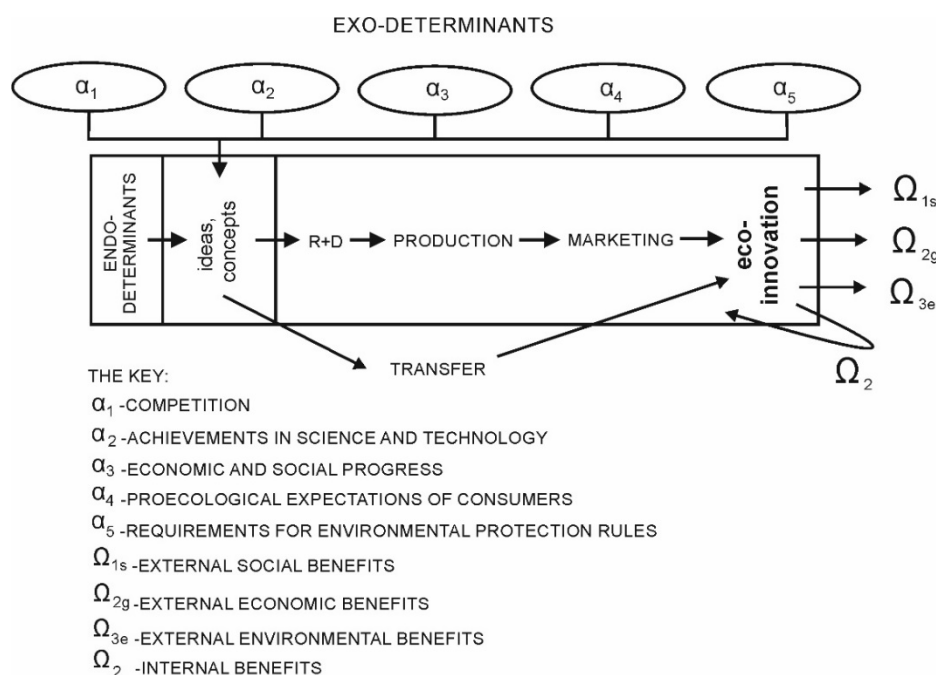 EXO-DETERMINANTS
α1
α2
α3
α4
α5
ENDO-
DETERMINANTS
ideas,
concepts
R+D
PRODUCTION
MARKETING
eco-
innovation
Ω1s
Ω2g
Ω3e
Ω2
TRANSFER
THE KEY:
α1 -COMPETITION
α2 -ACHIEVEMENTS IN SCIENCE AND TECHNOLOGY
α3 -ECONOMIC AND SOCIAL PROGRESS
α4 -PROECOLOGICAL EXPECTATIONS OF CONSUMERS
α5 -REQUIREMENTS FOR ENVIRONMENTAL PROTECTION RULES
Ω1s -EXTERNAL SOCIAL BENEFITS
Ω2g -EXTERNAL ECONOMIC BENEFITS
Ω3e -EXTERNAL ENVIRONMENTAL BENEFITS
Ω2 -INTERNAL BENEFITS